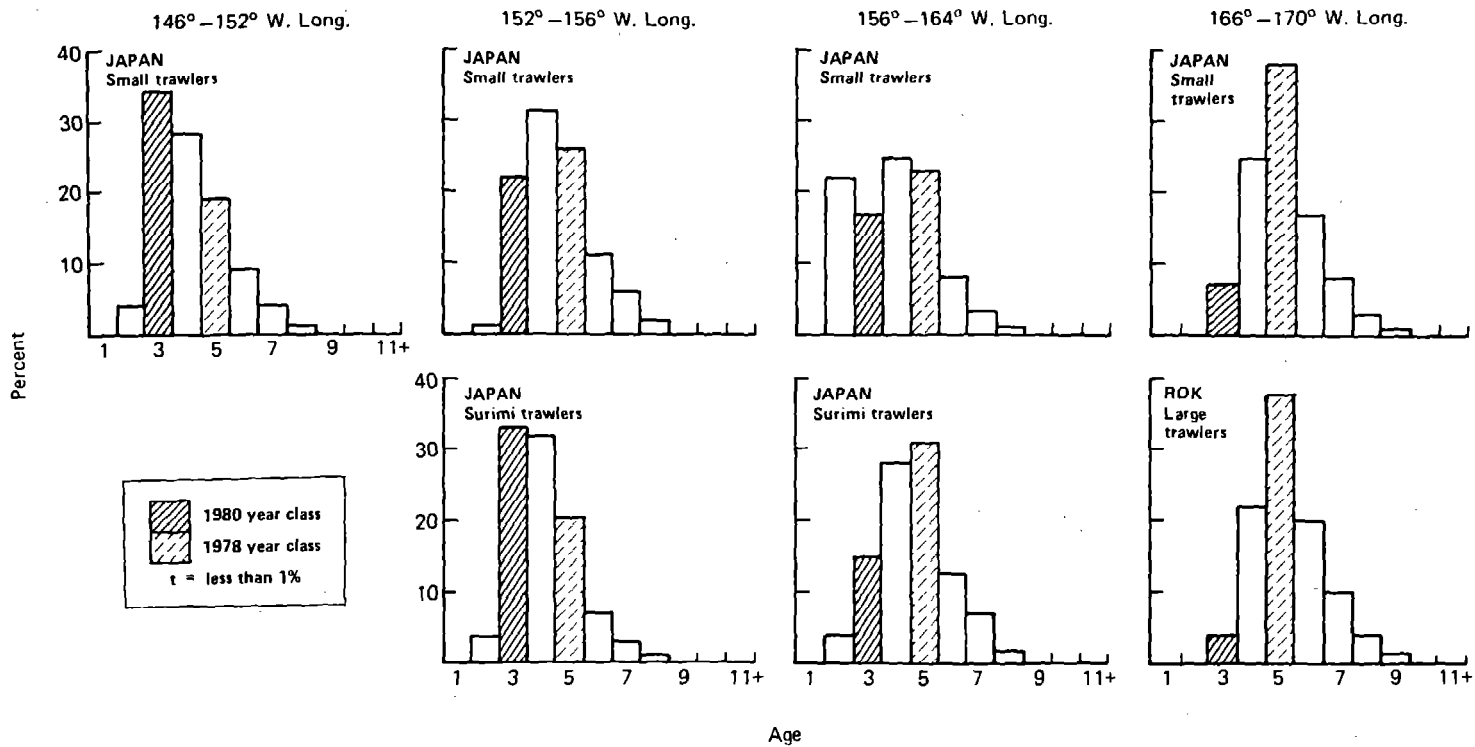 146° – 152° W. Long.
152° – 156° W. Long.
156° – 164° W. Long.
166° – 170° W. Long.
40
30
20
10
JAPAN
Small trawlers
1 3 5 7 9 11+
JAPAN
Small trawlers
JAPAN
Small trawlers
JAPAN
Small
trawlers
Percent
1980 year class
1978 year class
t = less than 1%
40
30
20
10
JAPAN
Surimi trawlers
1 3 5 7 9 11+
JAPAN
Surimi trawlers
1 3 5 7 9 11+
ROK
Large
trawlers
1 3 5 7 9 11+
Age